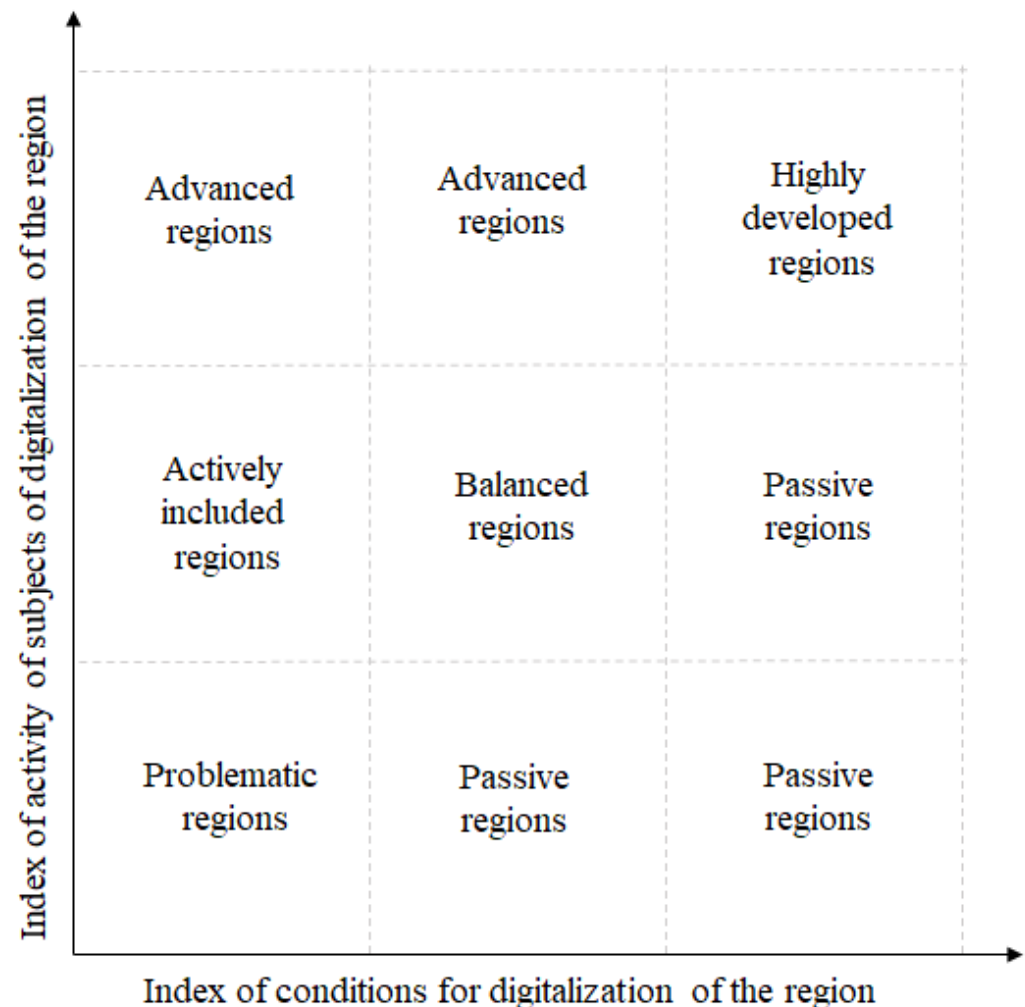 Index of activity of subjects of digitalization of the region
Advanced
regions
Advanced
regions
Highly
developed
regions
Actively
included
regions
Balanced
regions
Passive
regions
Problematic
regions
Passive
regions
Passive
regions
Index of conditions for digitalization of the region